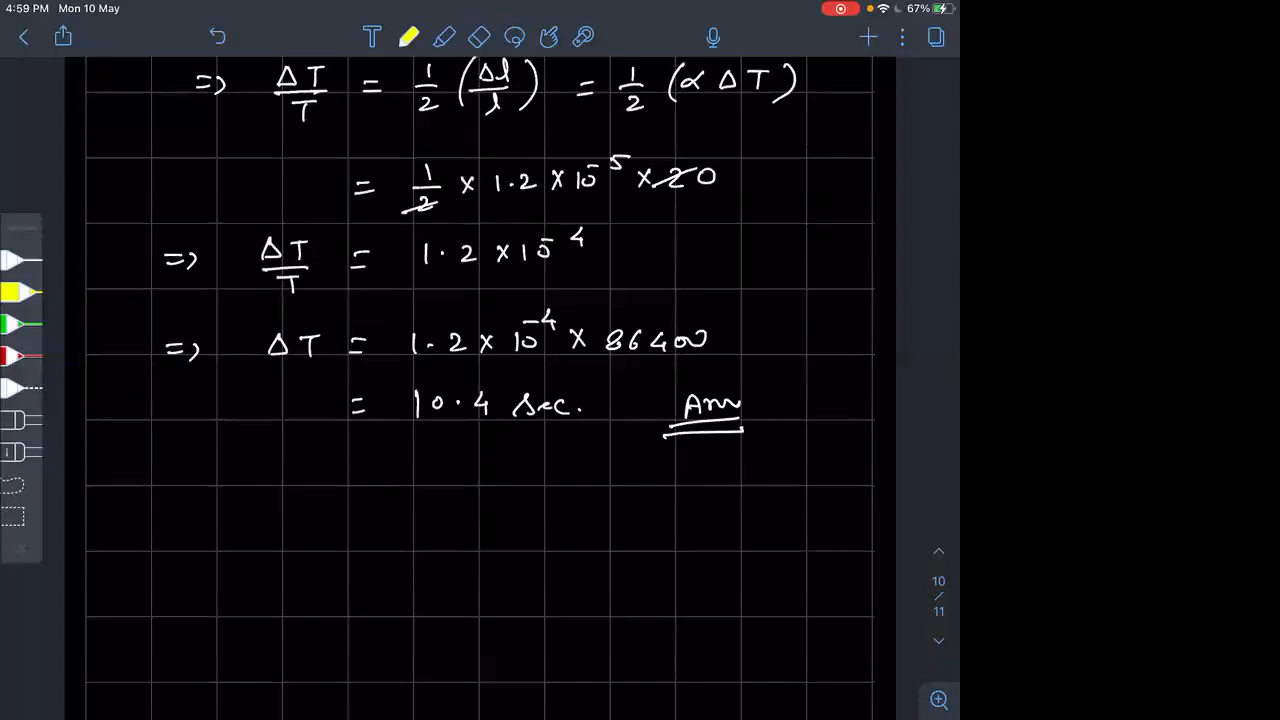 4:59 PM Mon 10 May 67%
T
=> ΔT/T = 1/2 (Δl/l) = 1/2 (α ΔT)
= 1/2 × 1.2 × 10^-5 × 20
=> ΔT/T = 1.2 × 10^-4
=> ΔT = 1.2 × 10^-4 × 86400
= 10.4 sec. Ans
10
/
11